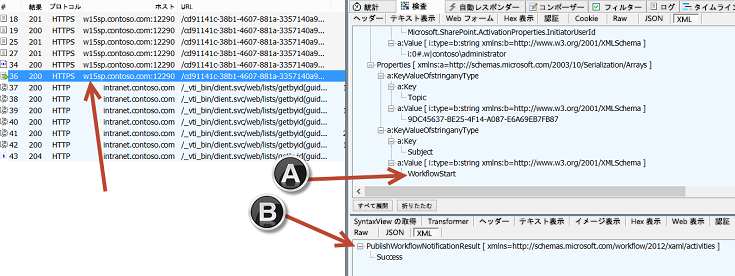 # 結果 プロトコル ホスト URL
18 200 HTTPS w15sp.contoso.com:12290 /cd91141c-38b1-4607-881a-3357140a9...
19 201 HTTPS w15sp.contoso.com:12290 /cd91141c-38b1-4607-881a-3357140a9...
25 201 HTTPS w15sp.contoso.com:12290 /cd91141c-38b1-4607-881a-3357140a9...
27 201 HTTPS w15sp.contoso.com:12290 /cd91141c-38b1-4607-881a-3357140a9...
34 200 HTTPS w15sp.contoso.com:12290 /cd91141c-38b1-4607-881a-3357140a9...
36 200 HTTPS w15sp.contoso.com:12290 /cd91141c-38b1-4607-881a-3357140a9...
37 200 HTTP intranet.contoso.com /_vti_bin/client.svc/web/lists/getbyid(guid...
38 200 HTTP intranet.contoso.com /_vti_bin/client.svc/web/lists/getbyid(guid...
39 200 HTTP intranet.contoso.com /_vti_bin/client.svc/web/lists/getbyid(guid...
40 200 HTTP intranet.contoso.com /_vti_bin/client.svc/web/lists/getbyid(guid...
41 200 HTTP intranet.contoso.com /_vti_bin/client.svc/web/lists/getbyid(guid...
42 200 HTTP intranet.contoso.com /_vti_bin/client.svc/web/lists/getbyid(guid...
43 204 HTTP intranet.contoso.com /_vti_bin/client.svc/web/lists/getbyid(guid...
A
B
統計 検査 自動レスポンダー コンポーザー フィルター ログ タイムライン
ヘッダー テキスト表示 Web フォーム Hex 表示 認証 Cookie Raw JSON XML
Microsoft.SharePoint.ActivationProperties.InitiatorUserId
a:Value [ i:type=b:string xmlns:b=http://www.w3.org/2001/XMLSchema ]
i:0#.w|contoso\administrator
Properties [ xmlns:a=http://schemas.microsoft.com/2003/10/Serialization/Arrays ]
a:KeyValueOfstringanyType
a:Key
Topic
a:Value [ i:type=b:string xmlns:b=http://www.w3.org/2001/XMLSchema ]
9DC45637-BE25-4F14-A087-E6A69EB7FB87
a:KeyValueOfstringanyType
a:Key
Subject
a:Value [ i:type=b:string xmlns:b=http://www.w3.org/2001/XMLSchema ]
WorkflowStart
すべて展開 折りたたむ
SyntaxView の取得 Transformer ヘッダー テキスト表示 イメージ表示 Hex 表示 Web 表示 認証
Raw JSON XML
PublishWorkflowNotificationResult [ xmlns=http://schemas.microsoft.com/workflow/2012/xaml/activities ]
Success